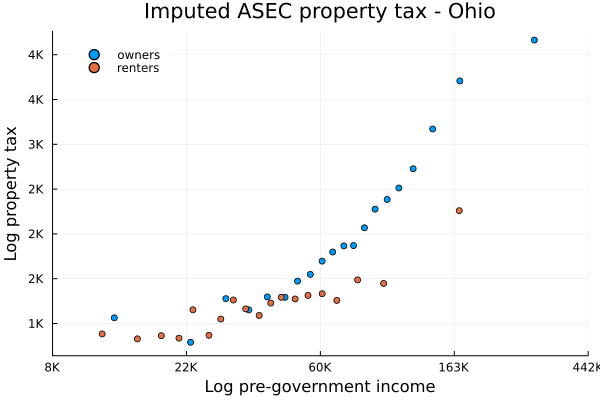 Imputed ASEC property tax - Ohio
owners
renters
4K
4K
3K
2K
2K
2K
1K
Log property tax
8K
22K
60K
163K
442K
Log pre-government income